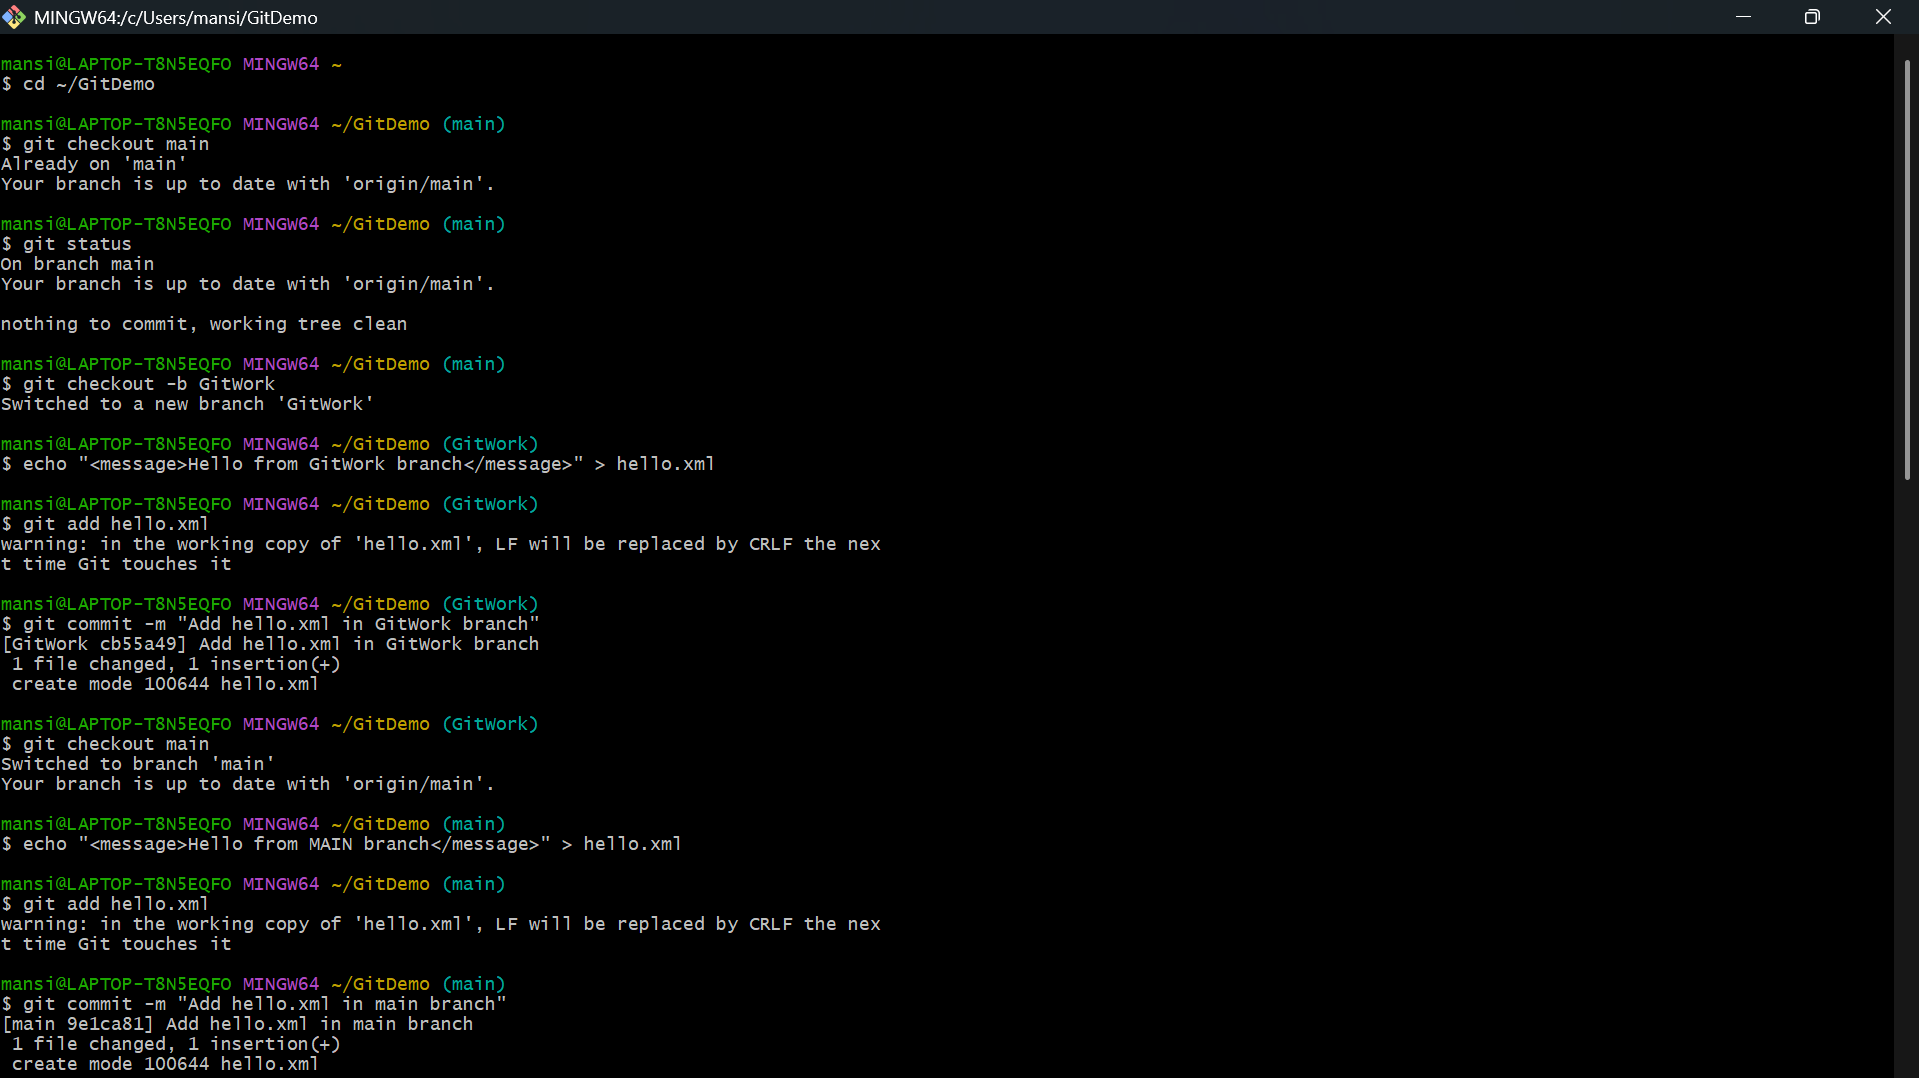 MINGW64:/c/Users/mansi/GitDemo
mansi@LAPTOP-T8N5EQFO MINGW64 ~
$ cd ~/GitDemo
mansi@LAPTOP-T8N5EQFO MINGW64 ~/GitDemo (main)
$ git checkout main
Already on 'main'
Your branch is up to date with 'origin/main'.
mansi@LAPTOP-T8N5EQFO MINGW64 ~/GitDemo (main)
$ git status
On branch main
Your branch is up to date with 'origin/main'.
nothing to commit, working tree clean
mansi@LAPTOP-T8N5EQFO MINGW64 ~/GitDemo (main)
$ git checkout -b GitWork
Switched to a new branch 'GitWork'
mansi@LAPTOP-T8N5EQFO MINGW64 ~/GitDemo (GitWork)
$ echo "<message>Hello from GitWork branch</message>" > hello.xml
mansi@LAPTOP-T8N5EQFO MINGW64 ~/GitDemo (GitWork)
$ git add hello.xml
warning: in the working copy of 'hello.xml', LF will be replaced by CRLF the nex
t time Git touches it
mansi@LAPTOP-T8N5EQFO MINGW64 ~/GitDemo (GitWork)
$ git commit -m "Add hello.xml in GitWork branch"
[GitWork cb55a49] Add hello.xml in GitWork branch
 1 file changed, 1 insertion(+)
 create mode 100644 hello.xml
mansi@LAPTOP-T8N5EQFO MINGW64 ~/GitDemo (GitWork)
$ git checkout main
Switched to branch 'main'
Your branch is up to date with 'origin/main'.
mansi@LAPTOP-T8N5EQFO MINGW64 ~/GitDemo (main)
$ echo "<message>Hello from MAIN branch</message>" > hello.xml
mansi@LAPTOP-T8N5EQFO MINGW64 ~/GitDemo (main)
$ git add hello.xml
warning: in the working copy of 'hello.xml', LF will be replaced by CRLF the nex
t time Git touches it
mansi@LAPTOP-T8N5EQFO MINGW64 ~/GitDemo (main)
$ git commit -m "Add hello.xml in main branch"
[main 9e1ca81] Add hello.xml in main branch
 1 file changed, 1 insertion(+)
 create mode 100644 hello.xml